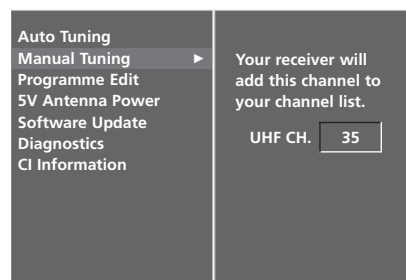 Auto Tuning
Manual Tuning ►
Programme Edit
5V Antenna Power
Software Update
Diagnostics
CI Information
Your receiver will
add this channel to
your channel list.
UHF CH. 35